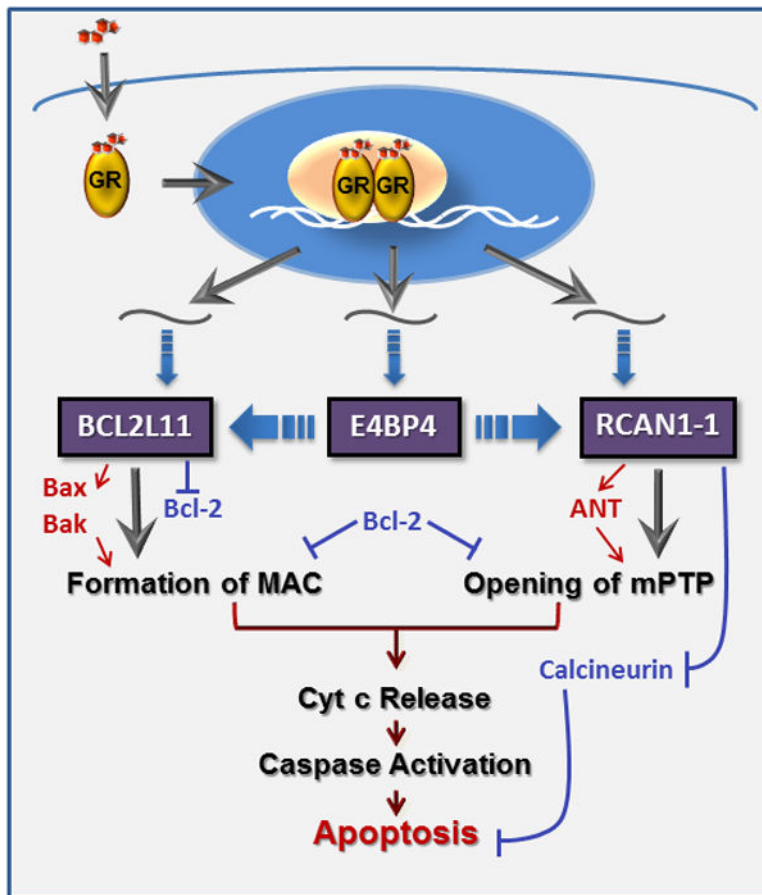 GR
GR GR
BCL2L11
E4BP4
RCAN1-1
Bax
Bcl-2
Bak
Bcl-2
ANT
Formation of MAC
Opening of mPTP
Calcineurin
Cyt c Release
Caspase Activation
Apoptosis